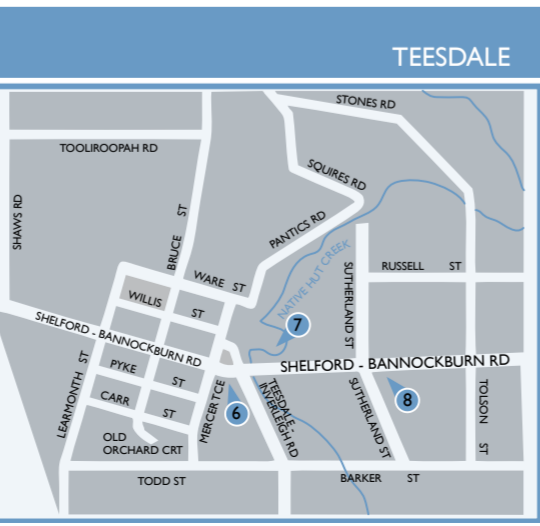 TEESDALE
STONES RD
TOOLIROOPAH RD
SQUIRES RD
SHAWS RD
BRUCE ST
PANTICS RD
WARE ST
NATIVE HUT CREEK
SUTHERLAND ST
RUSSELL ST
WILLIS ST
7
SHELFORD - BANNOCKBURN RD
SHELFORD - BANNOCKBURN RD
LEARMONTH ST
PYKE ST
CARR ST
MERCER TCE
6
TEESDALE -
INVERLEIGH RD
SUTHERLAND ST
8
TOLSON ST
OLD
ORCHARD CRT
TODD ST
BARKER ST